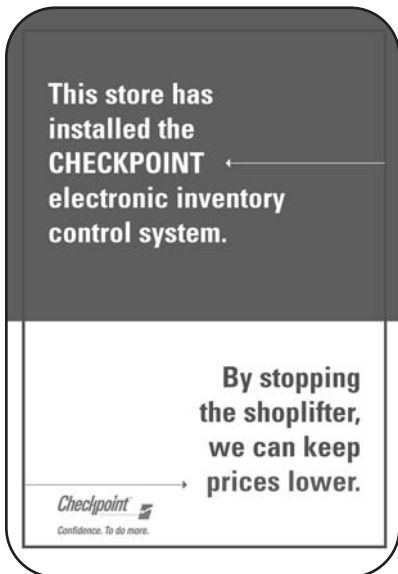 This store has
installed the
CHECKPOINT
electronic inventory
control system.
By stopping
the shoplifter,
we can keep
prices lower.
Checkpoint
Confidence. To do more.